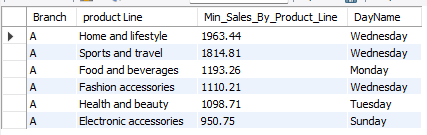 Branch product Line Min_Sales_By_Product_Line DayName
A Home and lifestyle 1963.44 Wednesday
A Sports and travel 1814.81 Wednesday
A Food and beverages 1193.26 Monday
A Fashion accessories 1110.21 Wednesday
A Health and beauty 1098.71 Tuesday
A Electronic accessories 950.75 Sunday